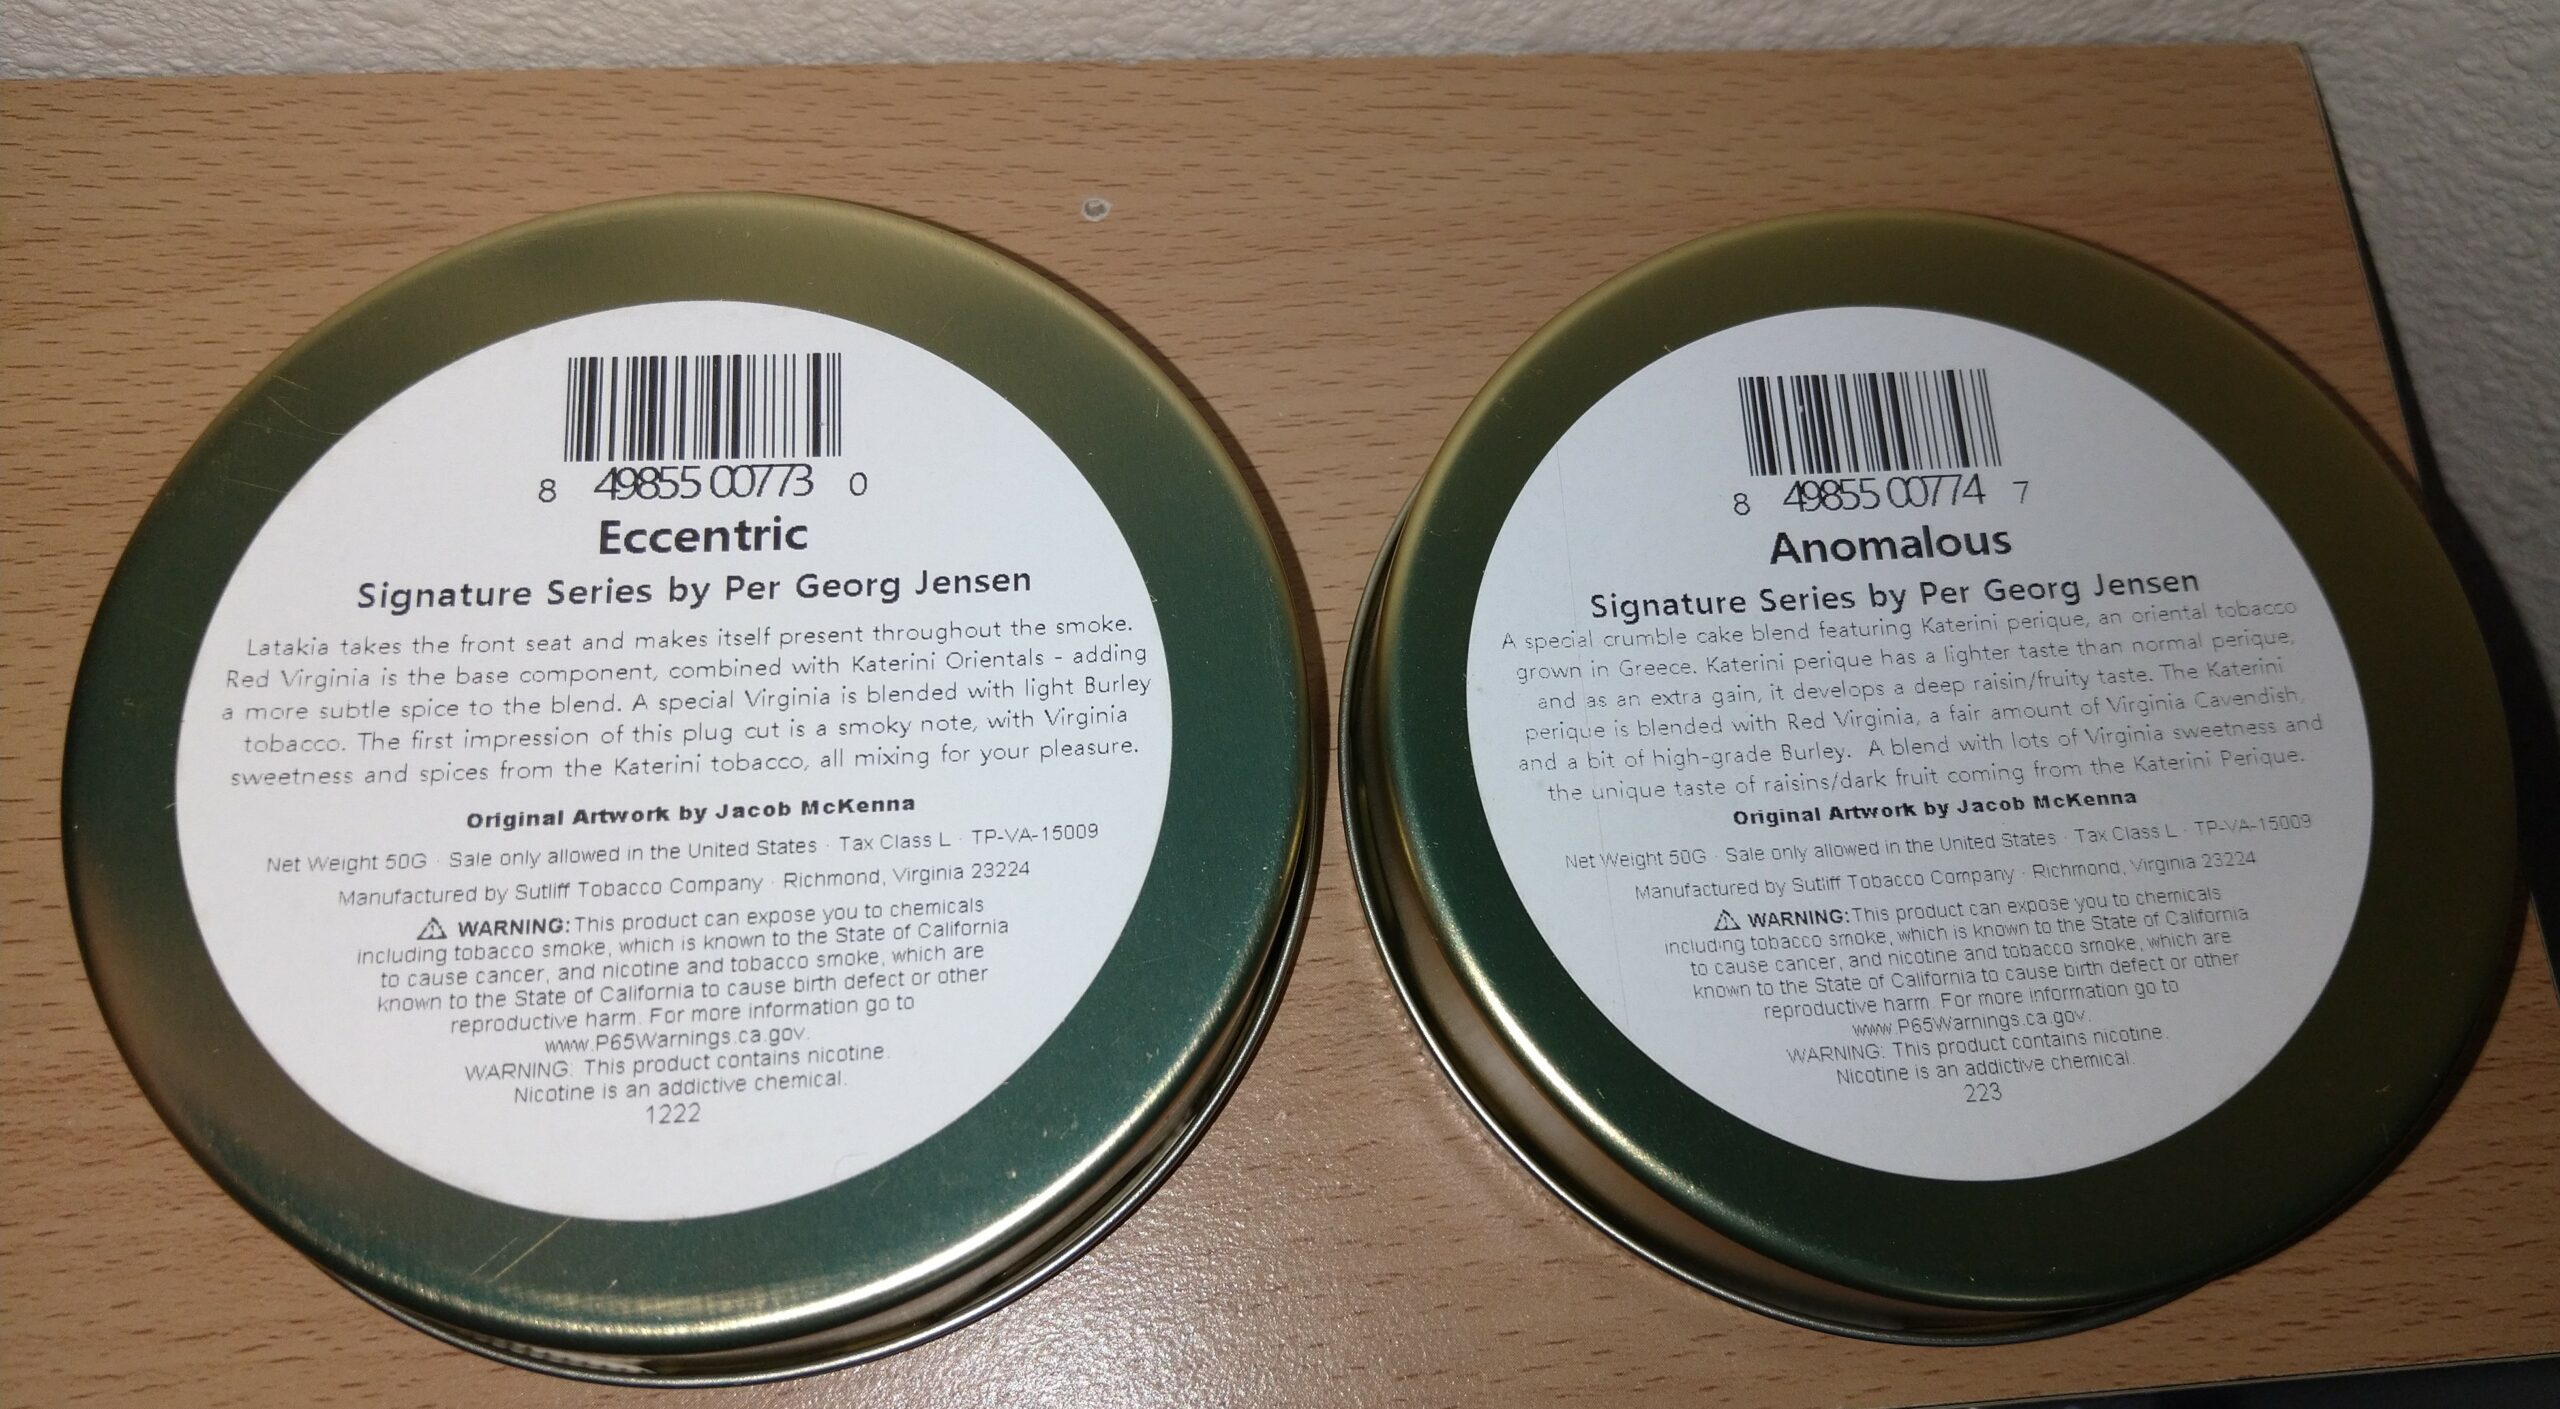 8 49855 00773 0
Eccentric
Signature Series by Per Georg Jensen
Latakia takes the front seat and makes itself present throughout the smoke.
Red Virginia is the base component, combined with Katerini Orientals - adding
a more subtle spice to the blend. A special Virginia is blended with light Burley
tobacco. The first impression of this plug cut is a smoky note, with Virginia
sweetness and spices from the Katerini tobacco, all mixing for your pleasure.
Original Artwork by Jacob McKenna
Net Weight 50G · Sale only allowed in the United States · Tax Class L · TP-VA-15009
Manufactured by Sutliff Tobacco Company · Richmond, Virginia 23224
⚠ WARNING: This product can expose you to chemicals
including tobacco smoke, which is known to the State of California
to cause cancer, and nicotine and tobacco smoke, which are
known to the State of California to cause birth defect or other
reproductive harm. For more information go to
www.P65Warnings.ca.gov.
WARNING: This product contains nicotine.
Nicotine is an addictive chemical.
1222
8 49855 00774 7
Anomalous
Signature Series by Per Georg Jensen
A special crumble cake blend featuring Katerini perique, an oriental tobacco
grown in Greece. Katerini perique has a lighter taste than normal perique,
and as an extra gain, it develops a deep raisin/fruity taste. The Katerini
perique is blended with Red Virginia, a fair amount of Virginia Cavendish,
and a bit of high-grade Burley. A blend with lots of Virginia sweetness and
the unique taste of raisins/dark fruit coming from the Katerini Perique.
Original Artwork by Jacob McKenna
Net Weight 50G · Sale only allowed in the United States · Tax Class L · TP-VA-15009
Manufactured by Sutliff Tobacco Company · Richmond, Virginia 23224
⚠ WARNING: This product can expose you to chemicals
including tobacco smoke, which is known to the State of California
to cause cancer, and nicotine and tobacco smoke, which are
known to the State of California to cause birth defect or other
reproductive harm. For more information go to
www.P65Warnings.ca.gov.
WARNING: This product contains nicotine.
Nicotine is an addictive chemical.
223